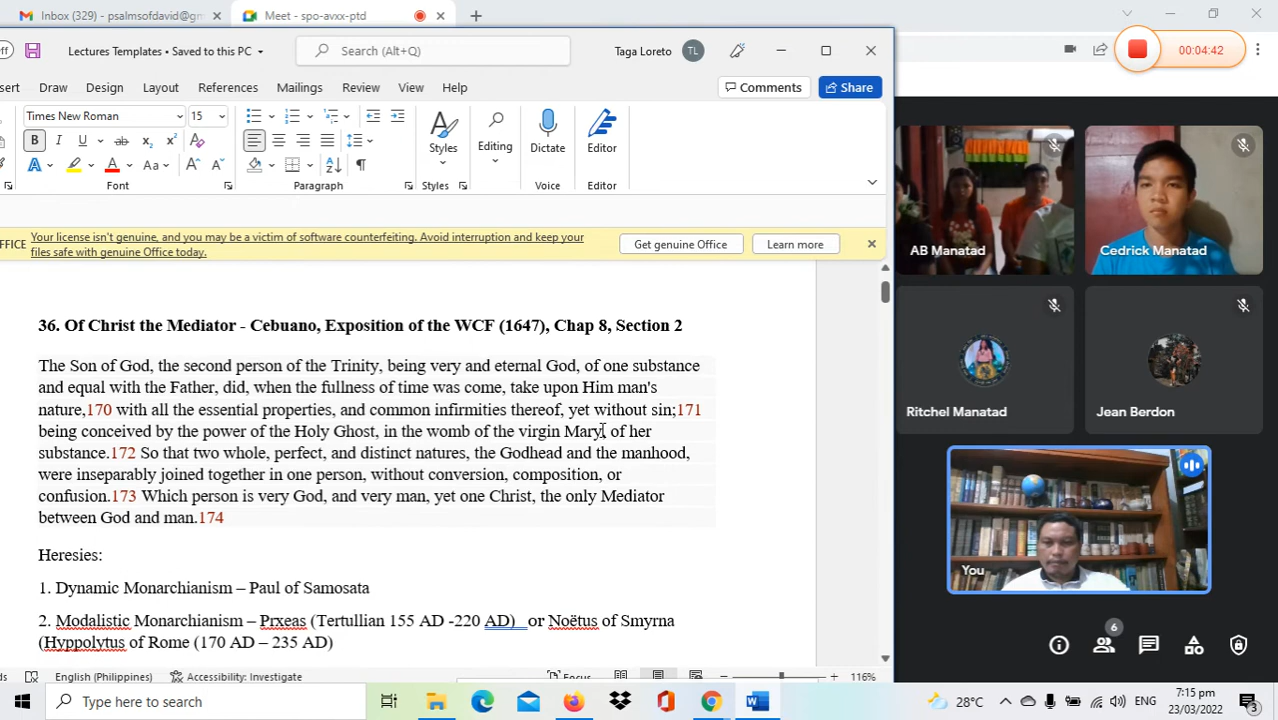 Inbox (329) - psalmsofdavid@gm
Meet - spo-avxx-ptd
ff
Lectures Templates • Saved to this PC
Search (Alt+Q)
Taga Loreto
TL
00:04:42
sert Draw Design Layout References Mailings Review View Help
Comments
Share
Times New Roman 15
Styles
Editing
Dictate
Editor
Font
Paragraph
Styles
Voice
Editor
OFFICE
Your license isn't genuine, and you may be a victim of software counterfeiting. Avoid interruption and keep your
files safe with genuine Office today.
Get genuine Office
Learn more
36. Of Christ the Mediator - Cebuano, Exposition of the WCF (1647), Chap 8, Section 2
The Son of God, the second person of the Trinity, being very and eternal God, of one substance
and equal with the Father, did, when the fullness of time was come, take upon Him man's
nature,170 with all the essential properties, and common infirmities thereof, yet without sin;171
being conceived by the power of the Holy Ghost, in the womb of the virgin Mary, of her
substance.172 So that two whole, perfect, and distinct natures, the Godhead and the manhood,
were inseparably joined together in one person, without conversion, composition, or
confusion.173 Which person is very God, and very man, yet one Christ, the only Mediator
between God and man.174
Heresies:
1. Dynamic Monarchianism – Paul of Samosata
2. Modalistic Monarchianism – Prxeas (Tertullian 155 AD -220 AD) or Noëtus of Smyrna
(Hyppolytus of Rome (170 AD – 235 AD)
English (Philippines)
Accessibility: Investigate
Focus
116%
AB Manatad
Cedrick Manatad
Ritchel Manatad
Jean Berdon
You
6
Type here to search
28°C
ENG
7:15 pm
23/03/2022
3